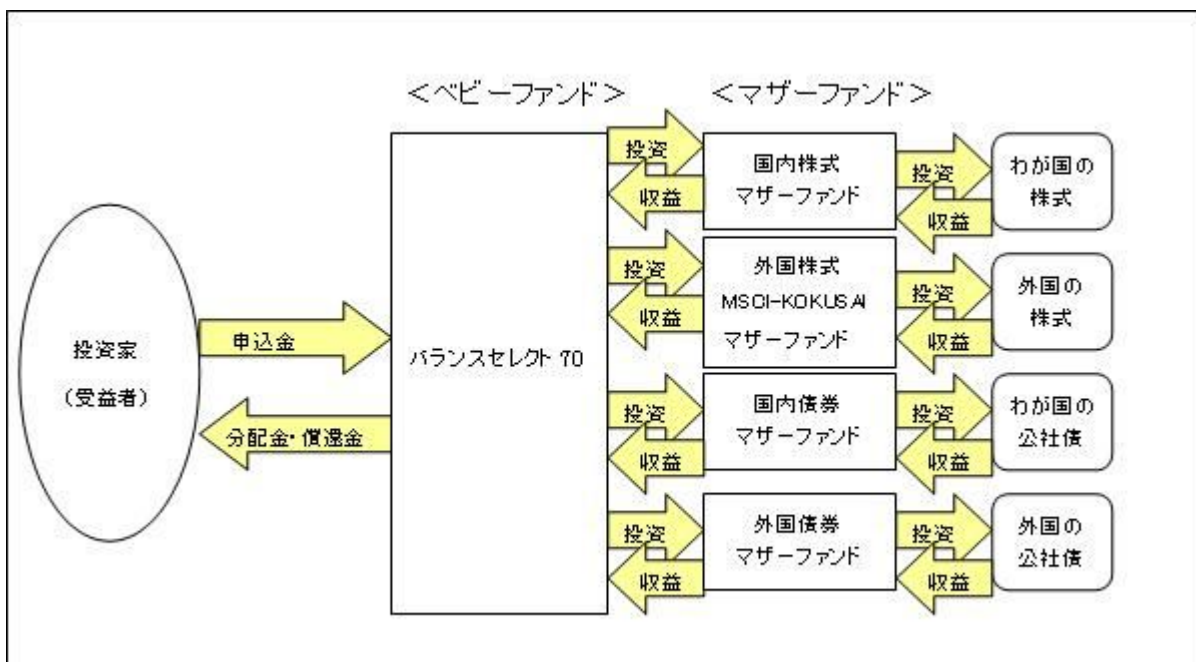 ＜ベビーファンド＞
＜マザーファンド＞
投資家
（受益者）
申込金
分配金・償還金
バランスセレクト 70
投資
収益
国内株式
マザーファンド
投資
収益
わが国の
株式
投資
収益
外国株式
MSCI-KOKUSAI
マザーファンド
投資
収益
外国の
株式
投資
収益
国内債券
マザーファンド
投資
収益
わが国の
公社債
投資
収益
外国債券
マザーファンド
投資
収益
外国の
公社債